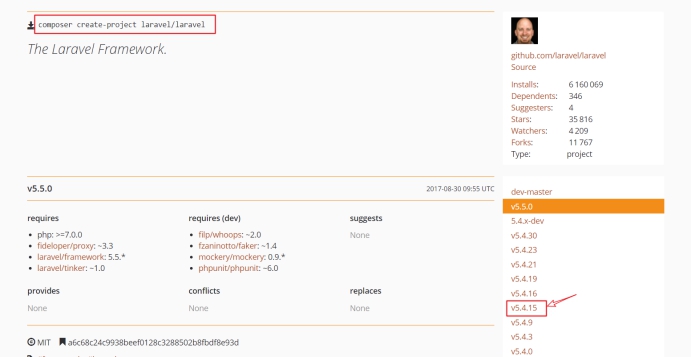 composer create-project laravel/laravel
The Laravel Framework.
github.com/laravel/laravel
Source
Installs: 6 160 069
Dependents: 346
Suggesters: 4
Stars: 35 816
Watchers: 4 209
Forks: 11 767
Type: project
v5.5.0 2017-08-30 09:55 UTC
requires
php: >=7.0.0
fideloper/proxy: ~3.3
laravel/framework: 5.5.*
laravel/tinker: ~1.0
requires (dev)
filp/whoops: ~2.0
fzaninotto/faker: ~1.4
mockery/mockery: 0.9.*
phpunit/phpunit: ~6.0
suggests
None
provides
None
conflicts
None
replaces
None
MIT a6c68c24c9938beef0128c3288502b8fbdf8e93d
dev-master
v5.5.0
5.4.x-dev
v5.4.30
v5.4.23
v5.4.21
v5.4.19
v5.4.16
v5.4.15
v5.4.9
v5.4.3
v5.4.0